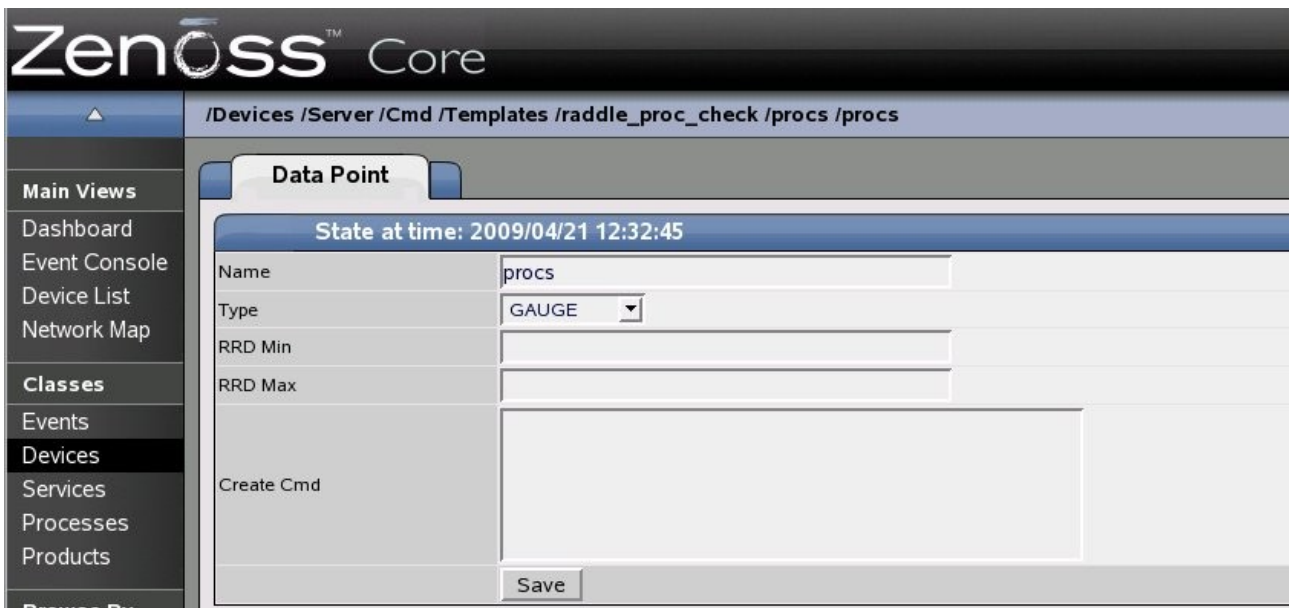 Zenoss™ Core
/Devices /Server /Cmd /Templates /raddle_proc_check /procs /procs
Main Views
Dashboard
Event Console
Device List
Network Map
Classes
Events
Devices
Services
Processes
Products
Data Point
State at time: 2009/04/21 12:32:45
Name procs
Type GAUGE
RRD Min
RRD Max
Create Cmd
Save